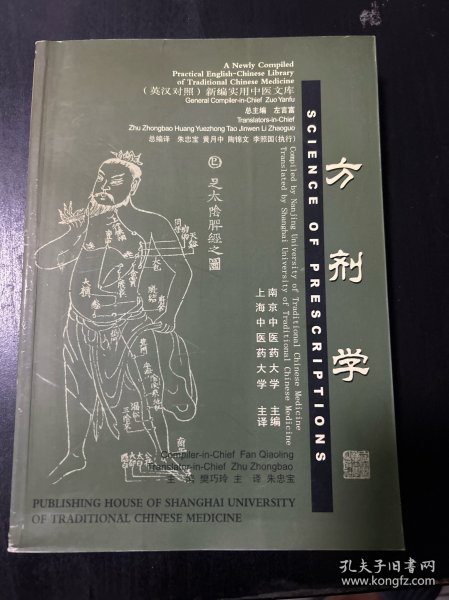 A Newly Compiled
Practical English-Chinese Library
of Traditional Chinese Medicine
(英汉对照)新编实用中医文库
General Compiler-in-Chief Zuo Yanfu
总主编 左言富
Translators-in-Chief
Zhu Zhongbao Huang Yuezhong Tao Jinwen Li Zhaoguo
总编译 朱忠宝 黄月中 陶锦文 李照国(执行)
方剂学
SCIENCE OF PRESCRIPTIONS
Compiled by Nanjing University of Traditional Chinese Medicine
Translated by Shanghai University of Traditional Chinese Medicine
南京中医药大学 主编
上海中医药大学 主译
足太陰脾經之圖
大包
Compiler-in-Chief Fan Qiaoling
Translator-in-Chief Zhu Zhongbao
主 编 樊巧玲 主 译 朱忠宝
PUBLISHING HOUSE OF SHANGHAI UNIVERSITY
OF TRADITIONAL CHINESE MEDICINE
孔夫子旧书网
www.kongfz.com